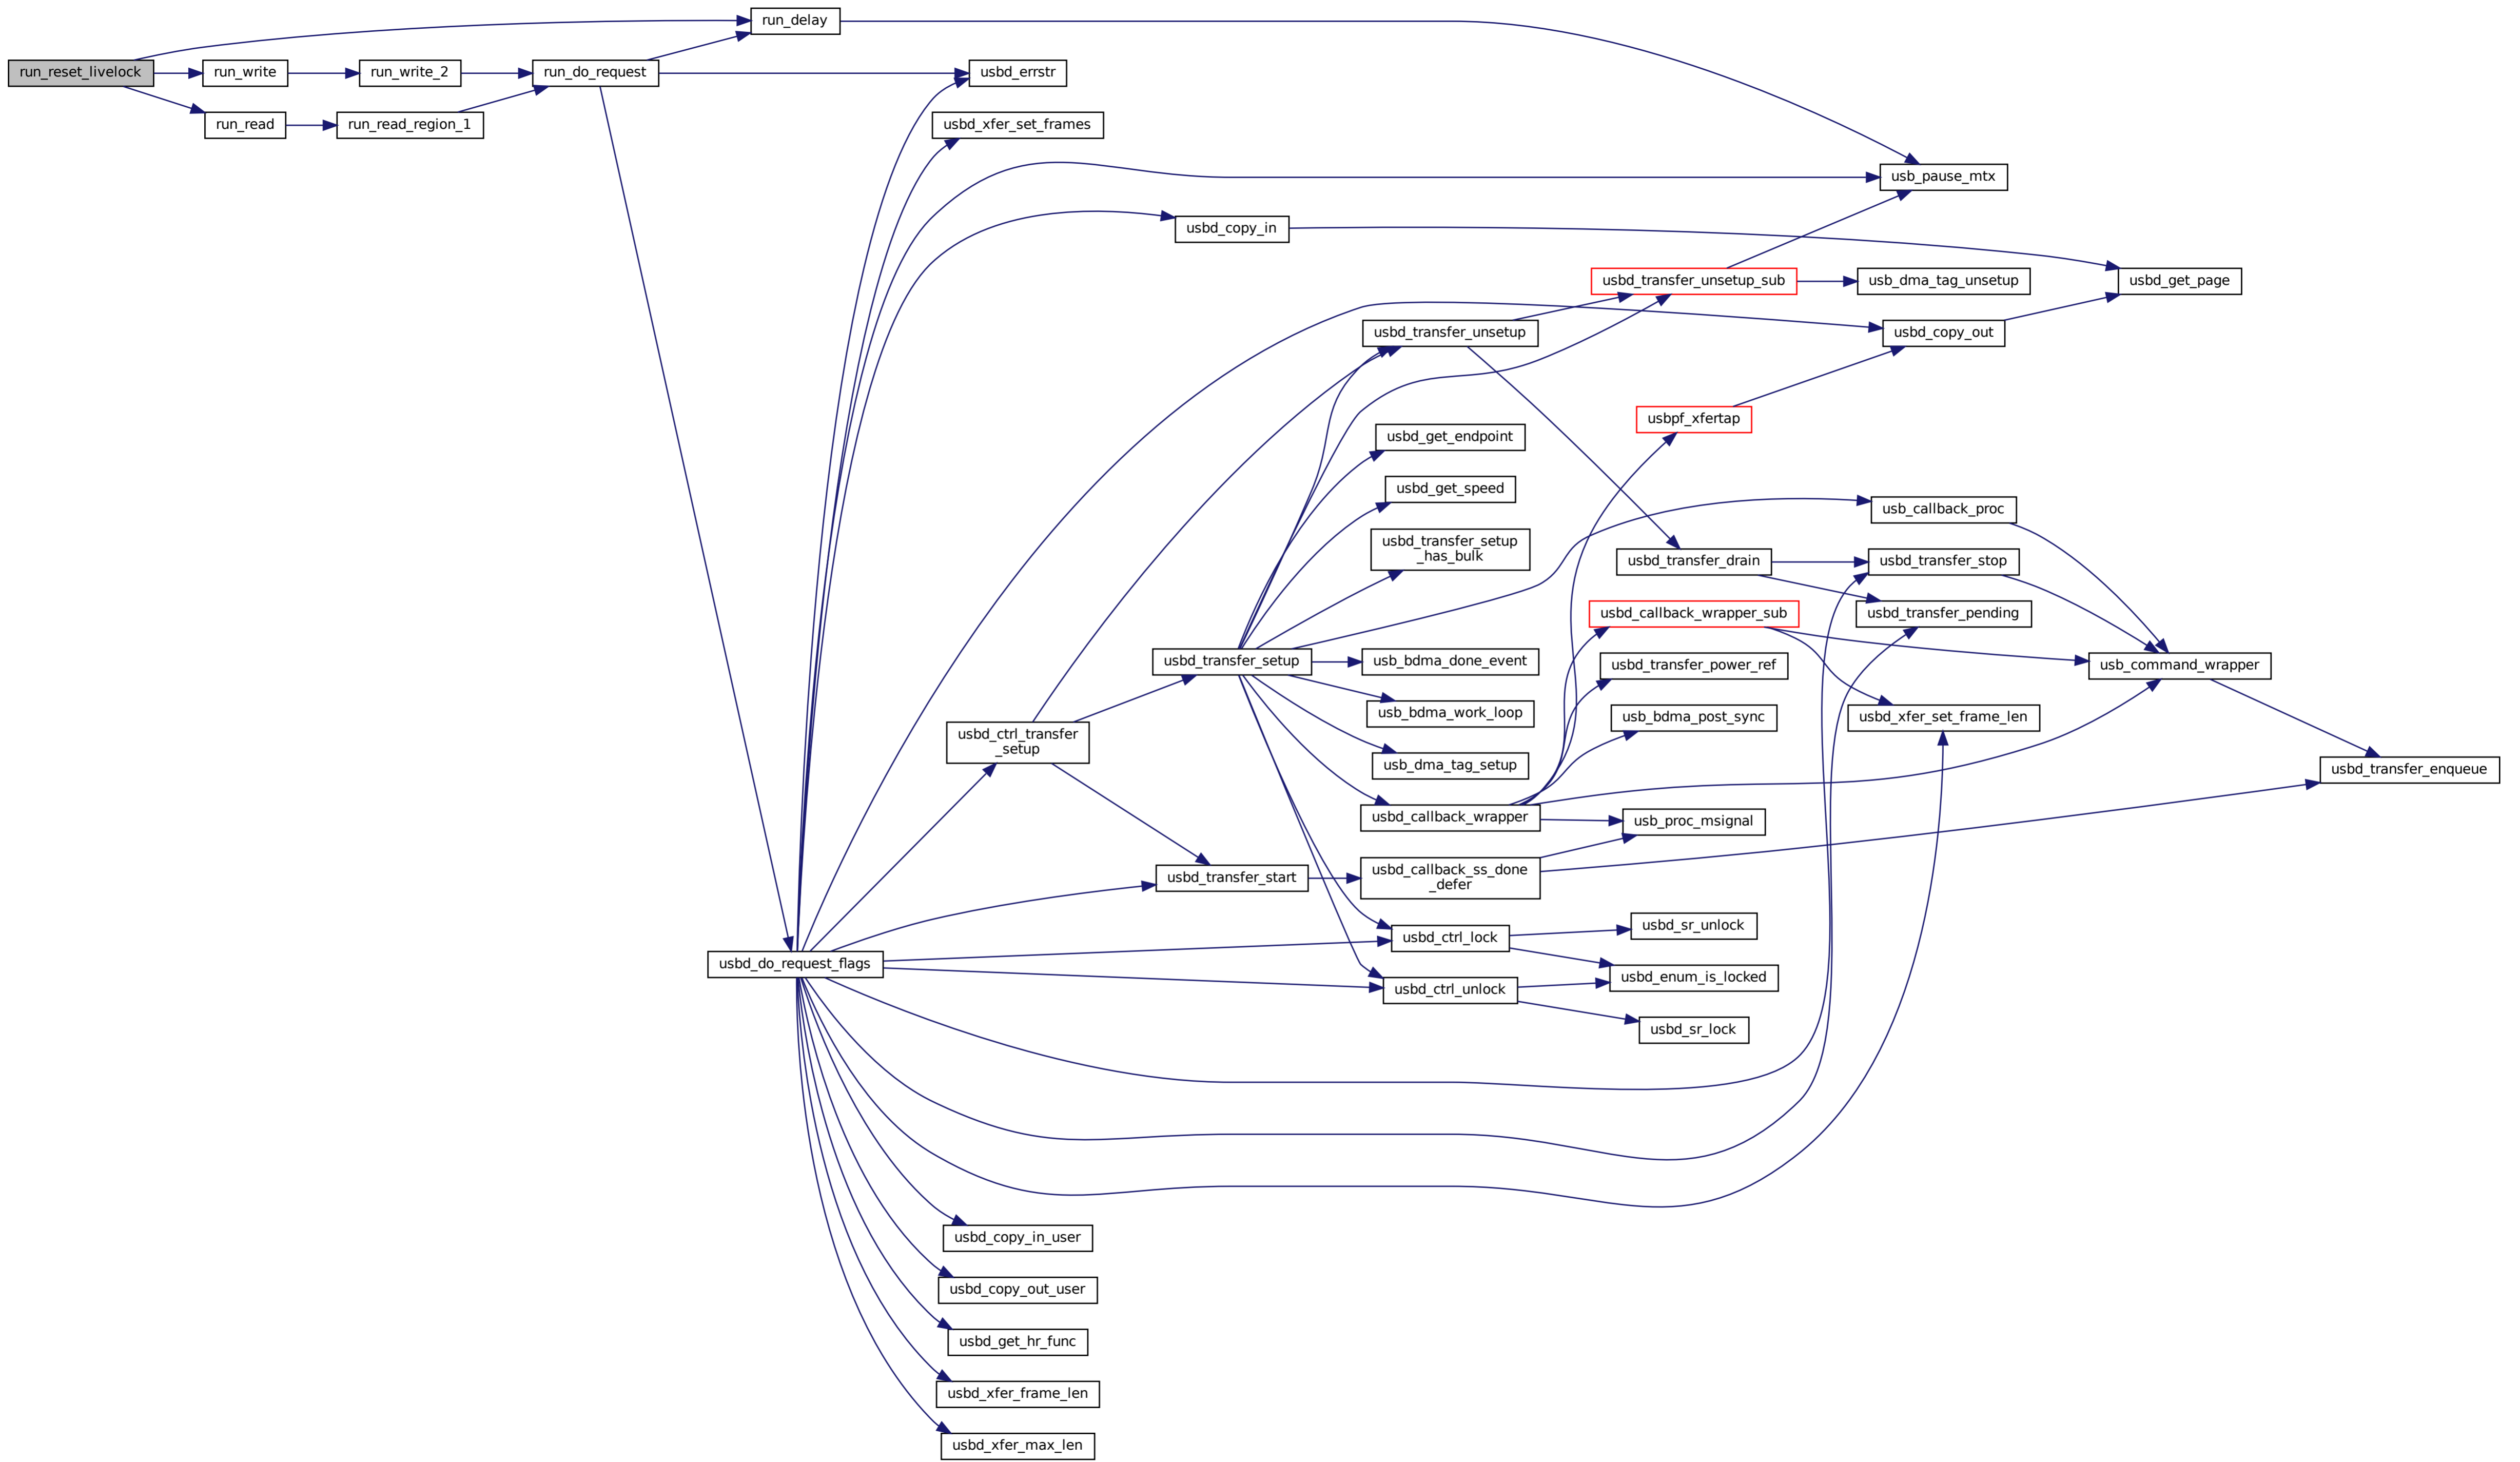 run_reset_livelock
run_delay
run_write
run_write_2
run_do_request
usbd_errstr
run_read
run_read_region_1
usbd_xfer_set_frames
usb_pause_mtx
usbd_copy_in
usbd_transfer_unsetup_sub
usb_dma_tag_unsetup
usbd_get_page
usbd_transfer_unsetup
usbd_copy_out
usbpf_xfertap
usbd_get_endpoint
usbd_get_speed
usb_callback_proc
usbd_transfer_setup
_has_bulk
usbd_transfer_drain
usbd_transfer_stop
usbd_callback_wrapper_sub
usbd_transfer_pending
usbd_transfer_setup
usb_bdma_done_event
usbd_transfer_power_ref
usb_command_wrapper
usb_bdma_work_loop
usb_bdma_post_sync
usbd_xfer_set_frame_len
usbd_ctrl_transfer
_setup
usb_dma_tag_setup
usbd_transfer_enqueue
usbd_callback_wrapper
usb_proc_msignal
usbd_transfer_start
usbd_callback_ss_done
_defer
usbd_ctrl_lock
usbd_sr_unlock
usbd_do_request_flags
usbd_ctrl_unlock
usbd_enum_is_locked
usbd_sr_lock
usbd_copy_in_user
usbd_copy_out_user
usbd_get_hr_func
usbd_xfer_frame_len
usbd_xfer_max_len